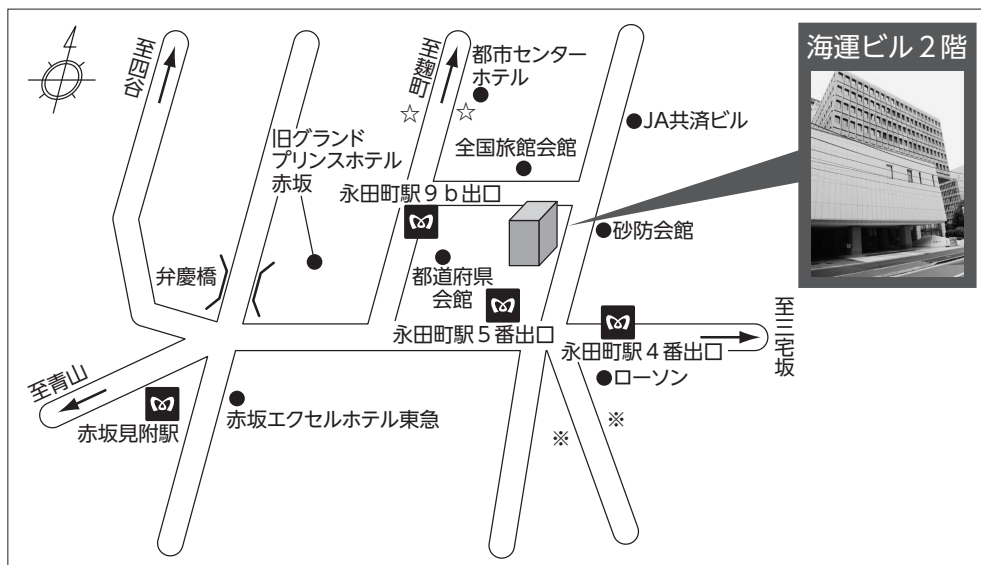 至四谷
至麹町
☆
☆
都市センター
ホテル
海運ビル2階
JA共済ビル
旧グランド
プリンスホテル
赤坂
全国旅館会館
永田町駅9b出口
砂防会館
弁慶橋
都道府県
会館
永田町駅5番出口
永田町駅4番出口
至三宅坂
ローソン
至青山
赤坂見附駅
赤坂エクセルホテル東急
※
※